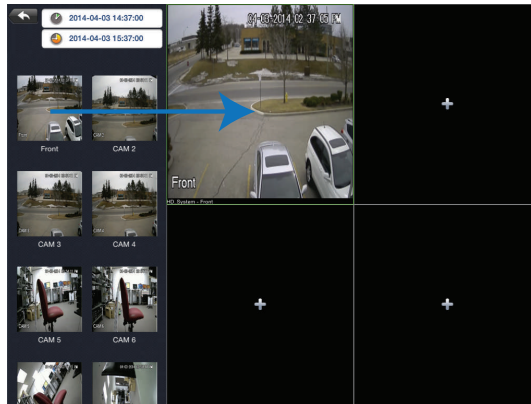 2014-04-03 14:37:00
2014-04-03 15:37:00
Front
CAM 2
CAM 3
CAM 4
CAM 5
CAM 6
04-03-2014 02:37:05 PM
Front
HD_System - Front